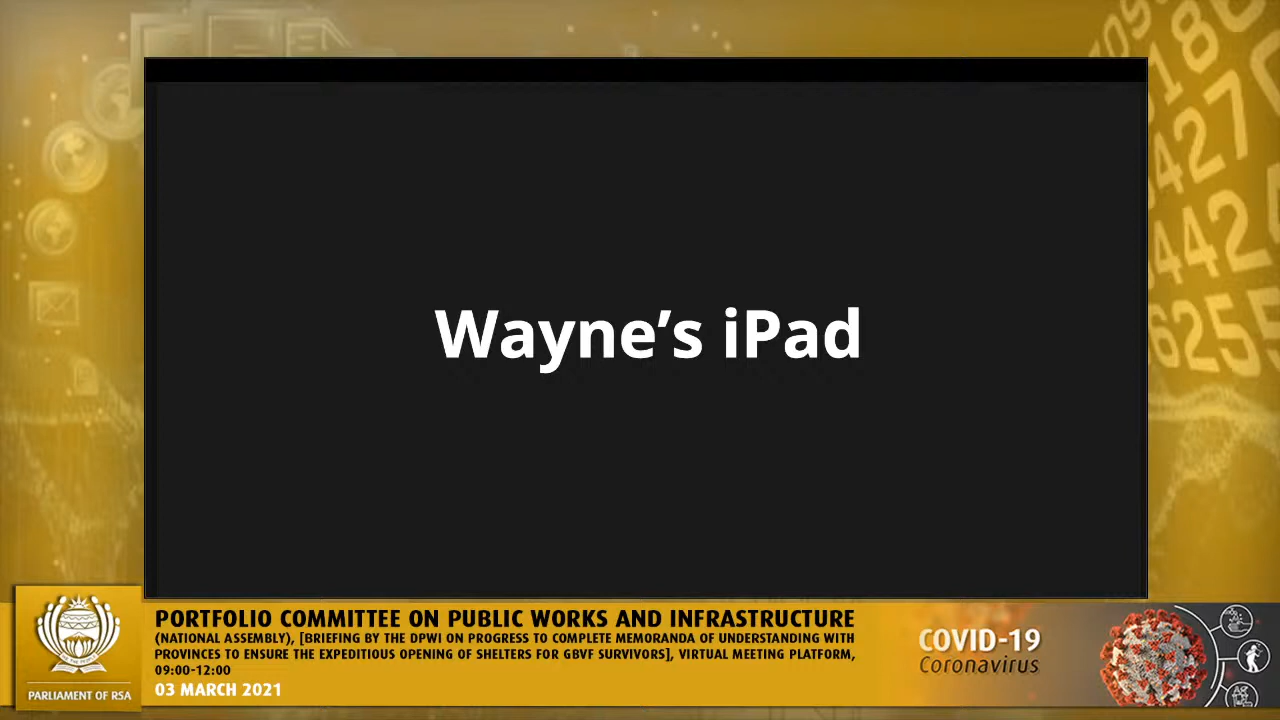 Wayne’s iPad
PORTFOLIO COMMITTEE ON PUBLIC WORKS AND INFRASTRUCTURE
(NATIONAL ASSEMBLY), [BRIEFING BY THE DPWI ON PROGRESS TO COMPLETE MEMORANDA OF UNDERSTANDING WITH
PROVINCES TO ENSURE THE EXPEDITIOUS OPENING OF SHELTERS FOR GBVF SURVIVORS], VIRTUAL MEETING PLATFORM,
09:00-12:00
03 MARCH 2021
PARLIAMENT OF RSA
COVID-19
Coronavirus